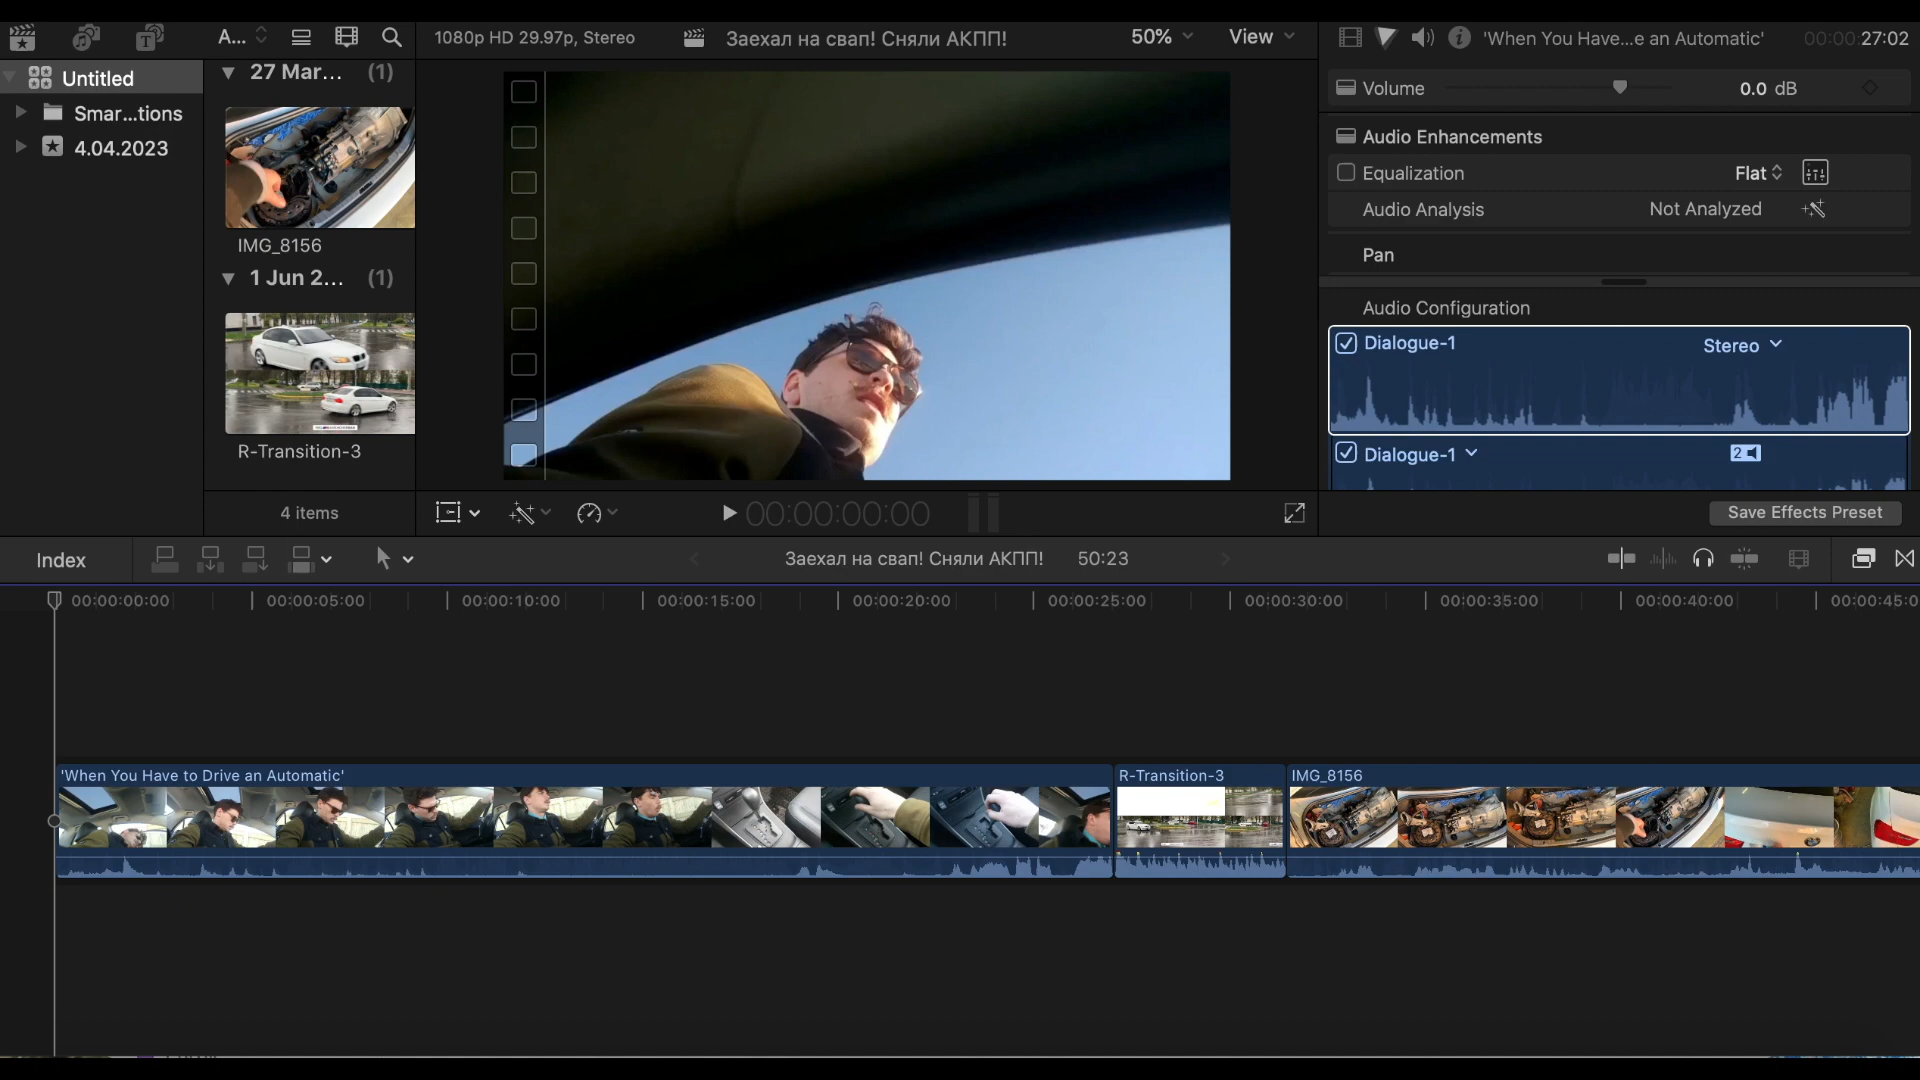 A...
1080p HD 29.97p, Stereo
Заехал на свап! Сняли АКПП!
50%
View
'When You Have...e an Automatic'
00:00:27:02
Untitled
Smar...tions
4.04.2023
27 Mar... (1)
IMG_8156
1 Jun 2... (1)
R-Transition-3
4 items
Volume
0.0 dB
Audio Enhancements
Equalization
Flat
Audio Analysis
Not Analyzed
Pan
Audio Configuration
Dialogue-1
Stereo
Dialogue-1
2
Save Effects Preset
00:00:00:00
Index
Заехал на свап! Сняли АКПП!
50:23
00:00:00:00
00:00:05:00
00:00:10:00
00:00:15:00
00:00:20:00
00:00:25:00
00:00:30:00
00:00:35:00
00:00:40:00
00:00:45:0
'When You Have to Drive an Automatic'
R-Transition-3
IMG_8156